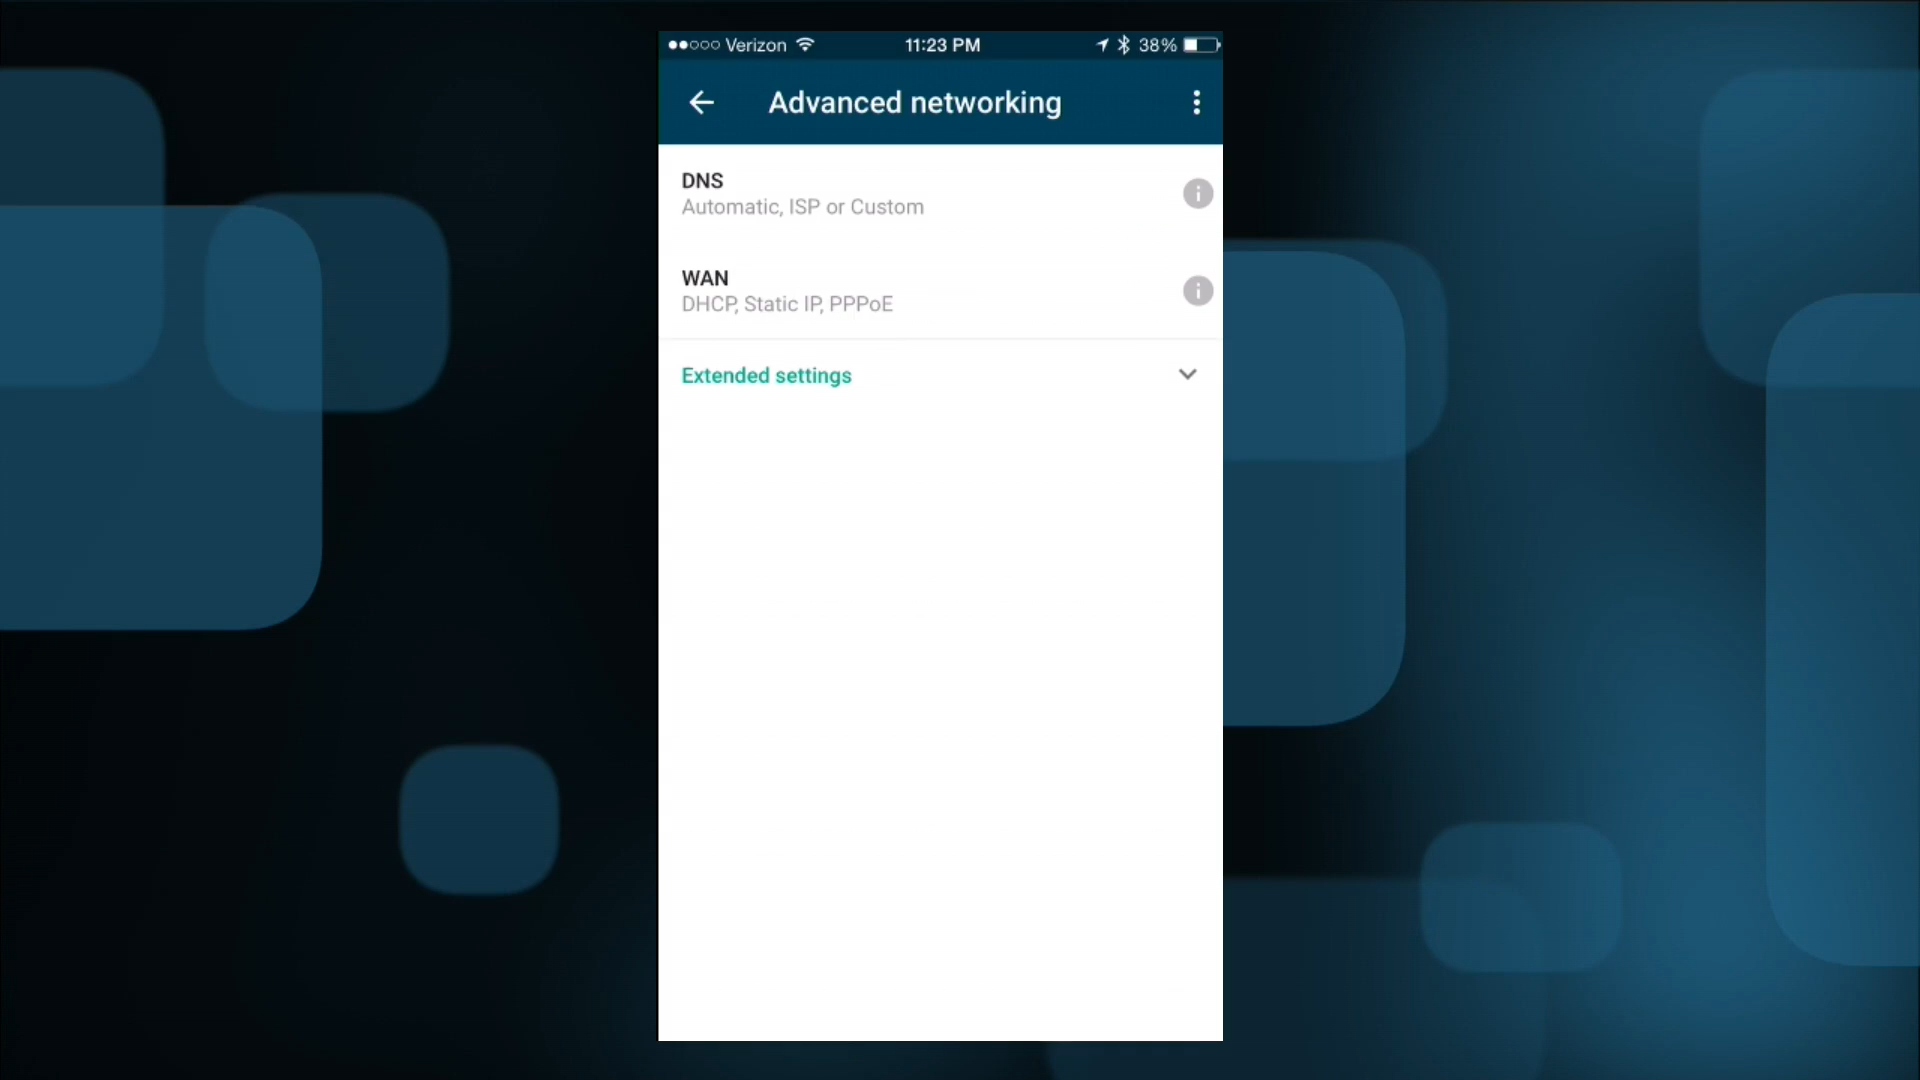 Verizon 11:23 PM 38%
Advanced networking
DNS
Automatic, ISP or Custom
WAN
DHCP, Static IP, PPPoE
Extended settings